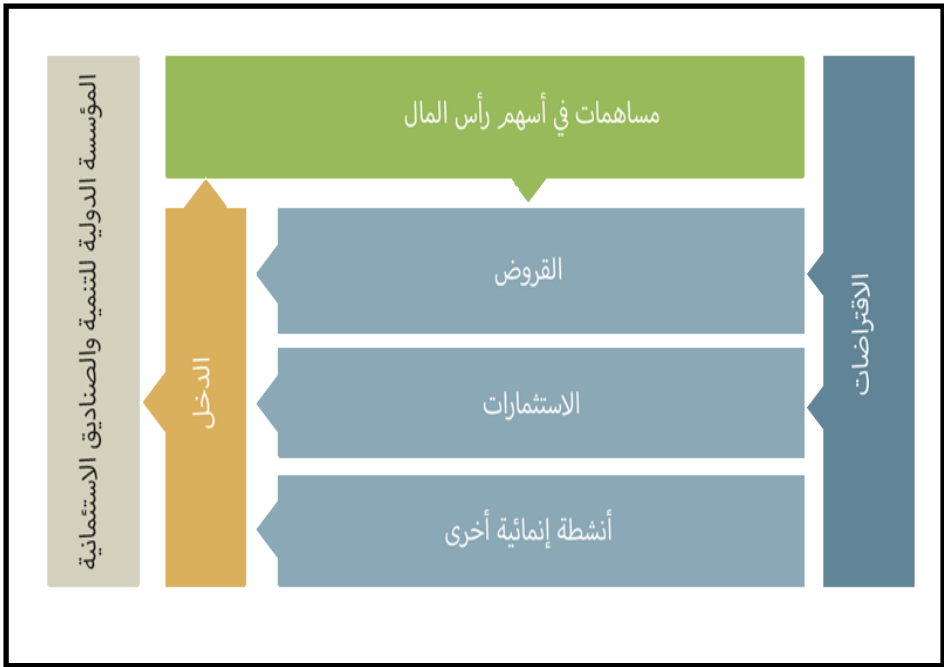 مساهمات في أسهم رأس المال
الاقتراضات
القروض
الاستثمارات
أنشطة إنمائية أخرى
الدخل
المؤسسة الدولية للتنمية والصناديق الاستئمانية